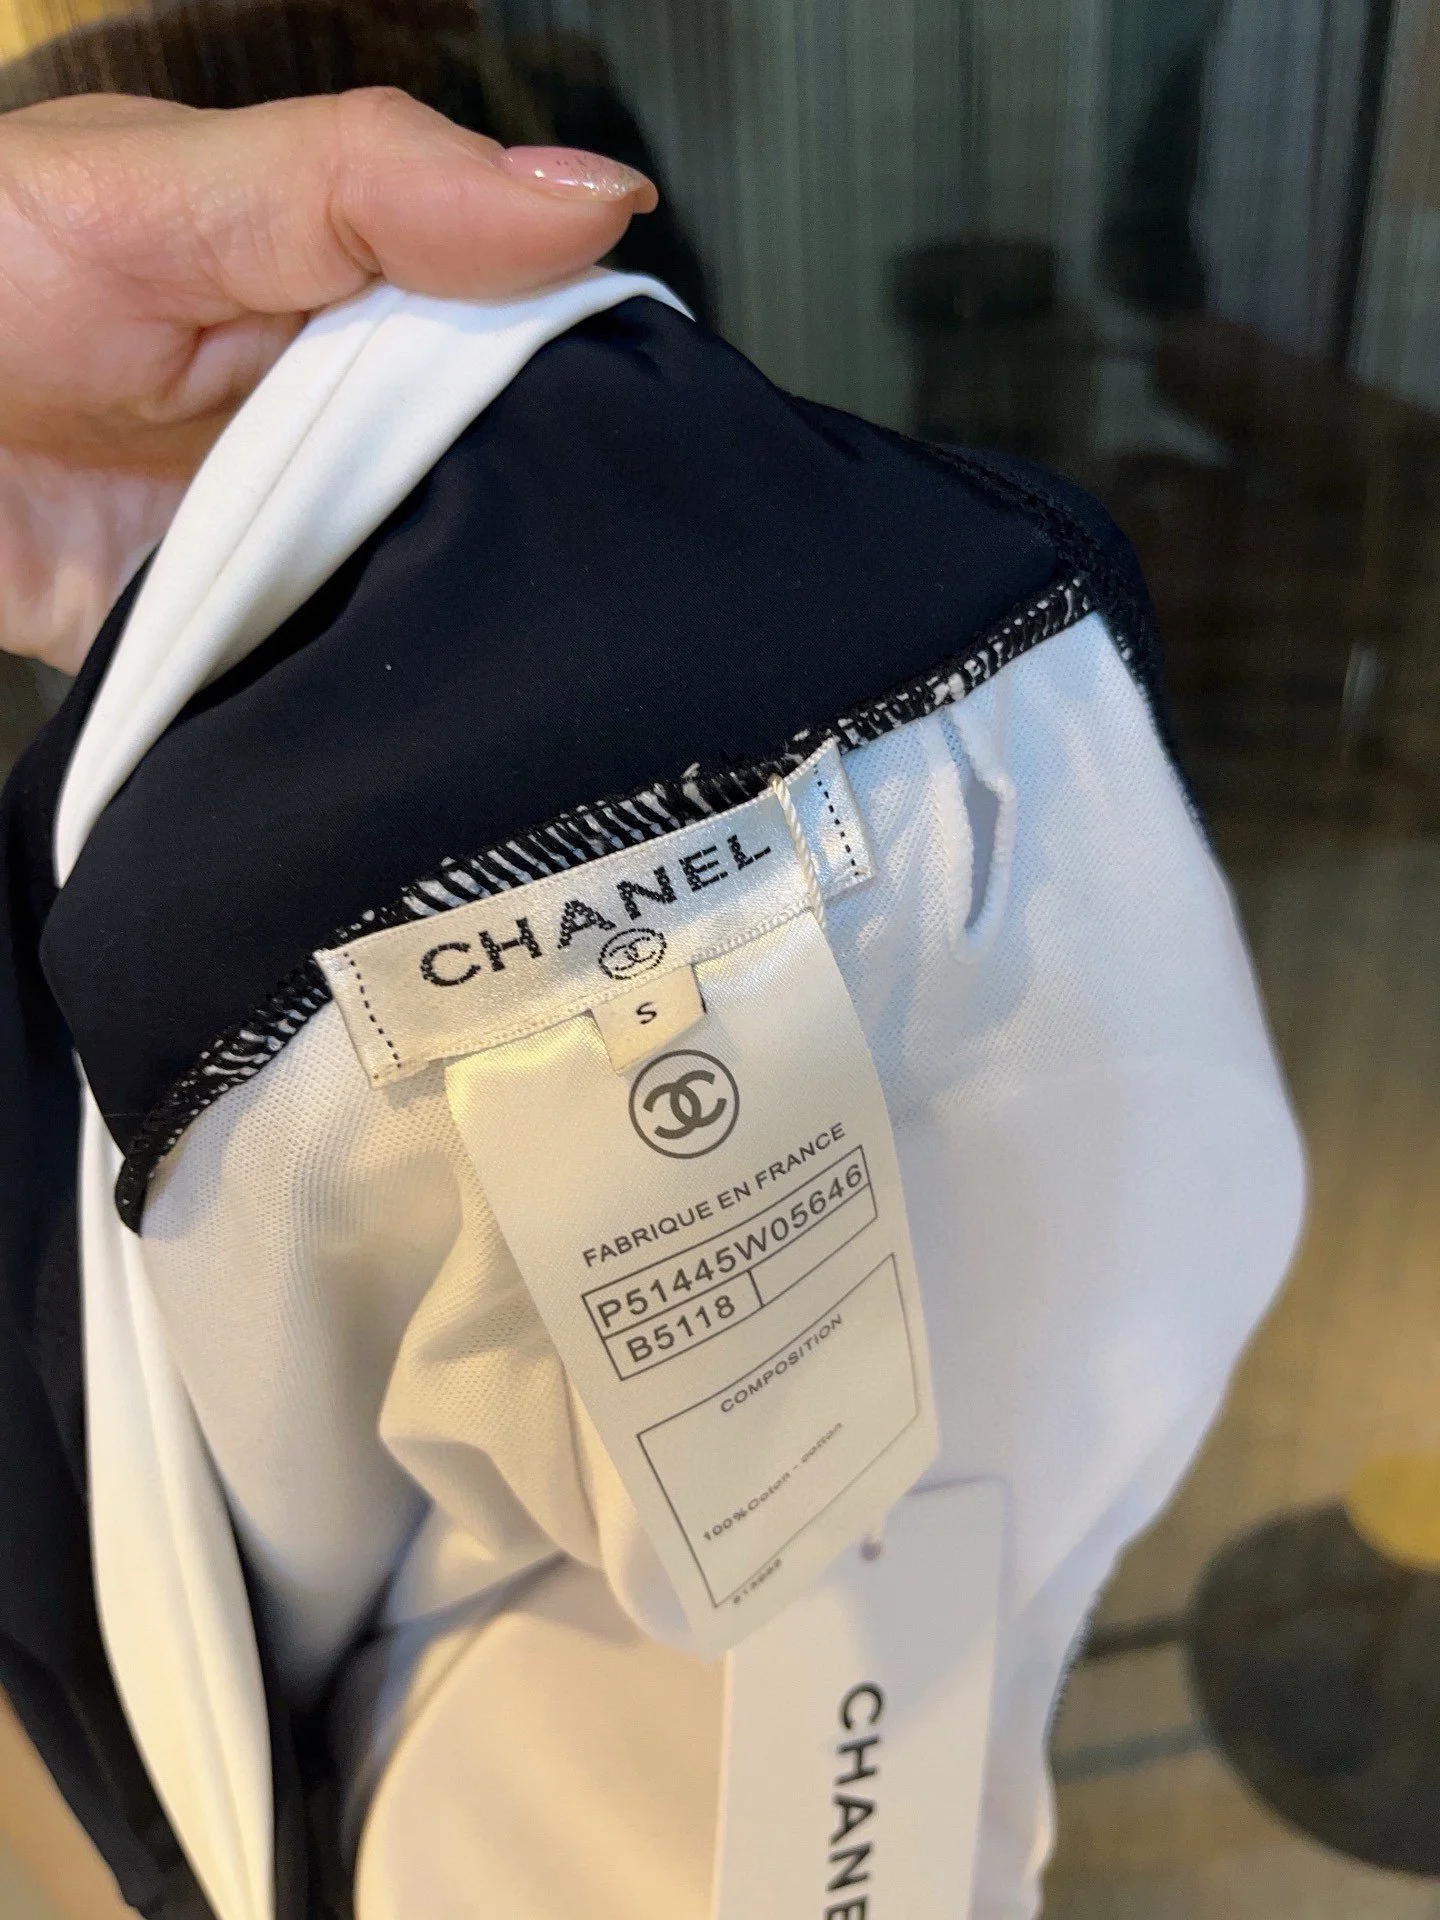 CHANEL
S
FABRIQUE EN FRANCE
P51445W05646
B5118
COMPOSITION
100%Coton - cotton
CHANE